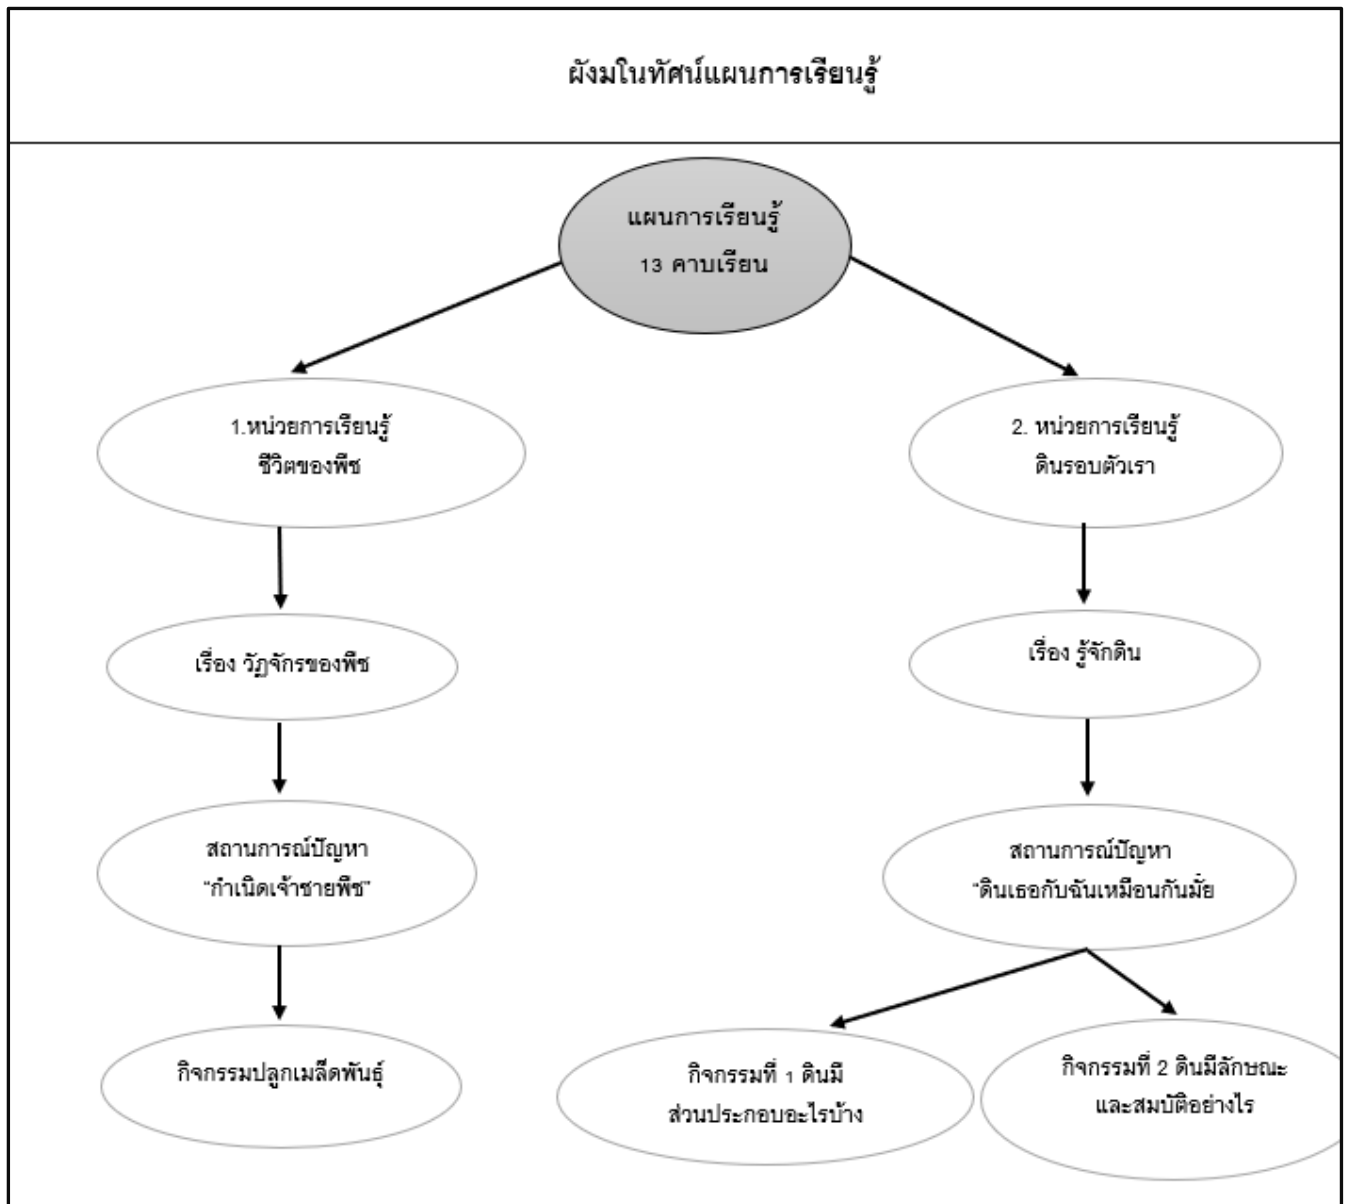 ผังมโนทัศน์แผนการเรียนรู้
แผนการเรียนรู้
13 คาบเรียน
1.หน่วยการเรียนรู้
ชีวิตของพืช
2. หน่วยการเรียนรู้
ดินรอบตัวเรา
เรื่อง วัฏจักรของพืช
เรื่อง รู้จักดิน
สถานการณ์ปัญหา
“กำเนิดเจ้าชายพืช”
สถานการณ์ปัญหา
“ดินเธอกับฉันเหมือนกันมั่ย
กิจกรรมปลูกเมล็ดพันธุ์
กิจกรรมที่ 1 ดินมี
ส่วนประกอบอะไรบ้าง
กิจกรรมที่ 2 ดินมีลักษณะ
และสมบัติอย่างไร